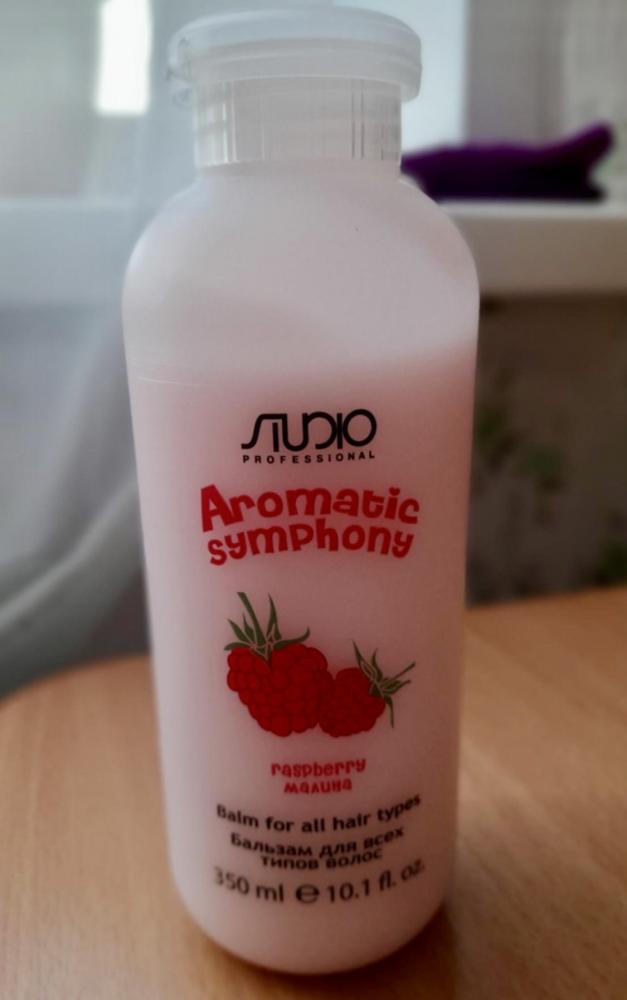 STUDIO
PROFESSIONAL
Aromatic
symphony
raspberry
малина
Balm for all hair types
Бальзам для всех
типов волос
350 ml ℮ 10.1 fl. oz.